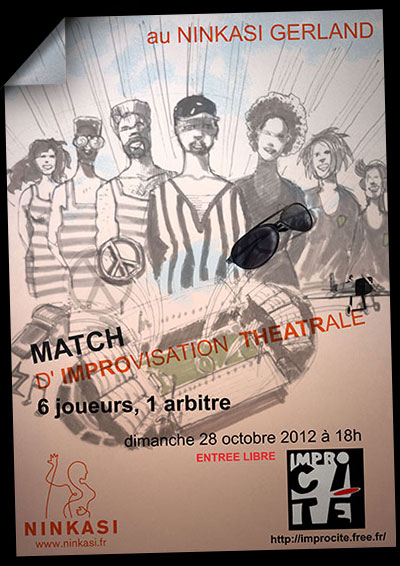 au NINKASI GERLAND
MATCH
D' IMPROVISATION THEATRALE
6 joueurs, 1 arbitre
dimanche 28 octobre 2012 à 18h
ENTREE LIBRE
IMPRO
CITE
NINKASI
www.ninkasi.fr
http://improcite.free.fr/